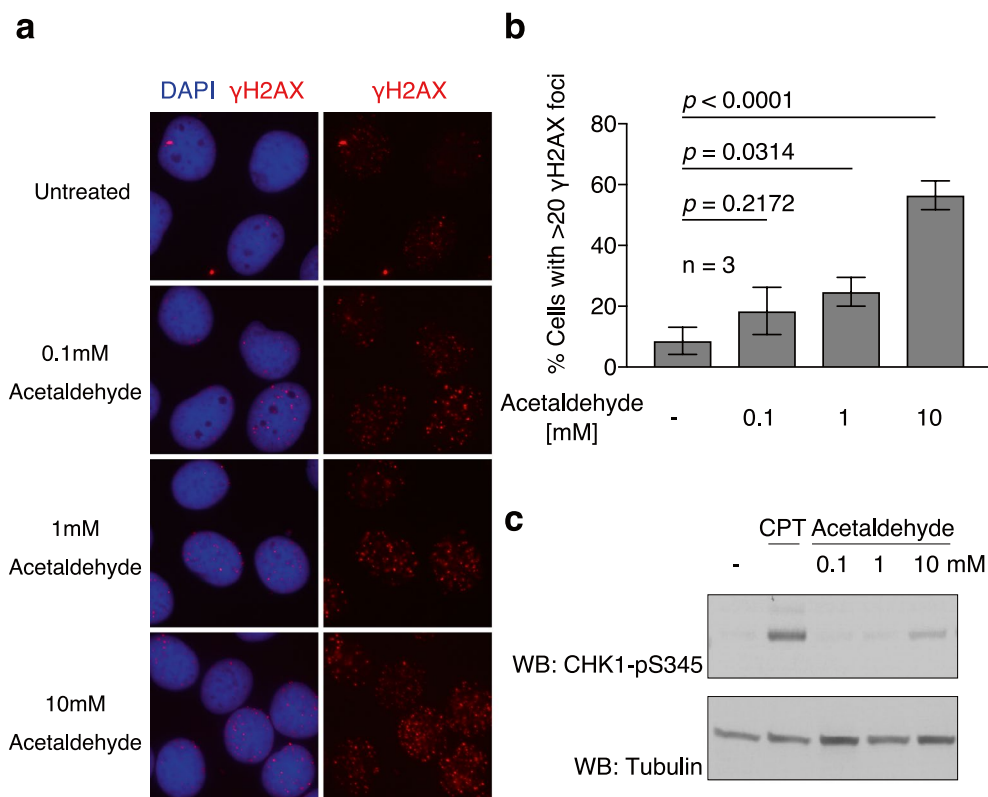 a
DAPI γH2AX
γH2AX
Untreated
0.1mM
Acetaldehyde
1mM
Acetaldehyde
10mM
Acetaldehyde
b
% Cells with >20 γH2AX foci
80
60
40
20
0
p < 0.0001
p = 0.0314
p = 0.2172
n = 3
Acetaldehyde
[mM]
- 0.1 1 10
c
CPT Acetaldehyde
- 0.1 1 10 mM
WB: CHK1-pS345
WB: Tubulin